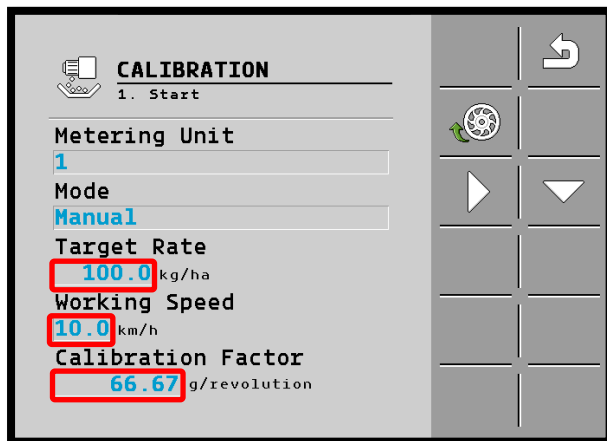 CALIBRATION
1. Start
Metering Unit
1
Mode
Manual
Target Rate
100.0 kg/ha
Working Speed
10.0 km/h
Calibration Factor
66.67 g/revolution